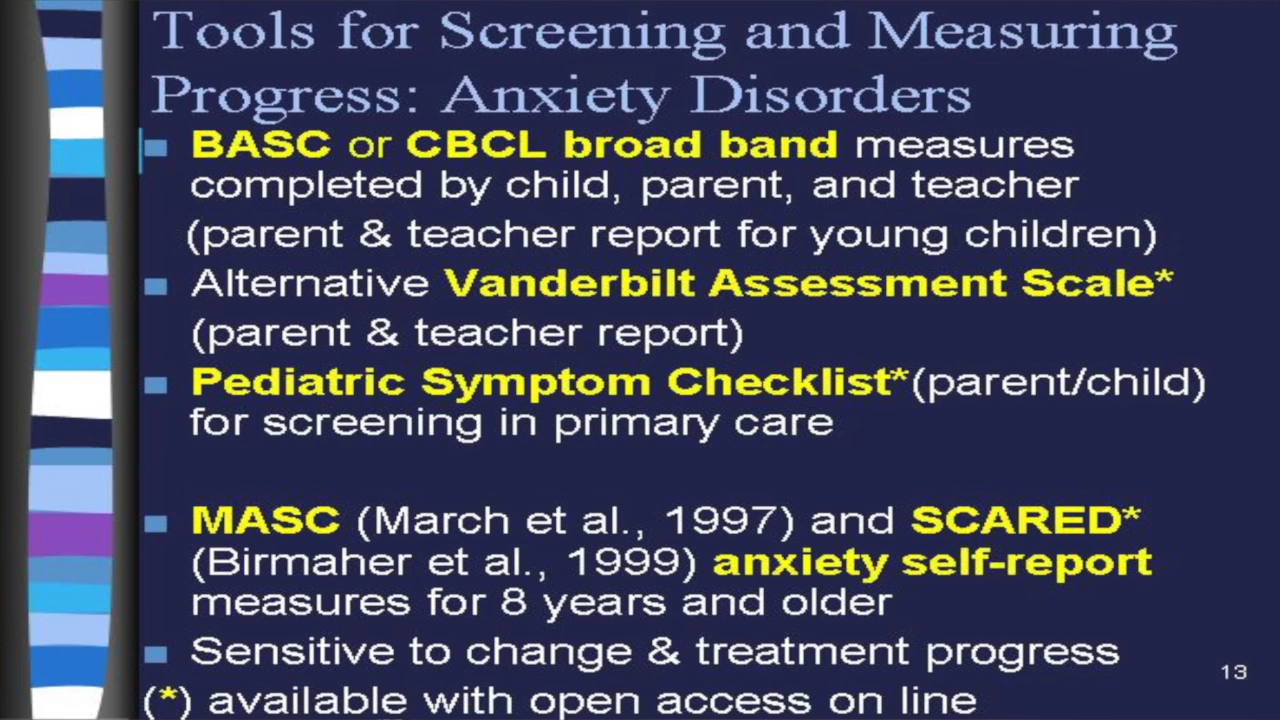 Tools for Screening and Measuring
Progress: Anxiety Disorders
BASC or CBCL broad band measures
completed by child, parent, and teacher
(parent & teacher report for young children)
Alternative Vanderbilt Assessment Scale*
(parent & teacher report)
Pediatric Symptom Checklist*(parent/child)
for screening in primary care
MASC (March et al., 1997) and SCARED*
(Birmaher et al., 1999) anxiety self-report
measures for 8 years and older
Sensitive to change & treatment progress
13
(*) available with open access on line